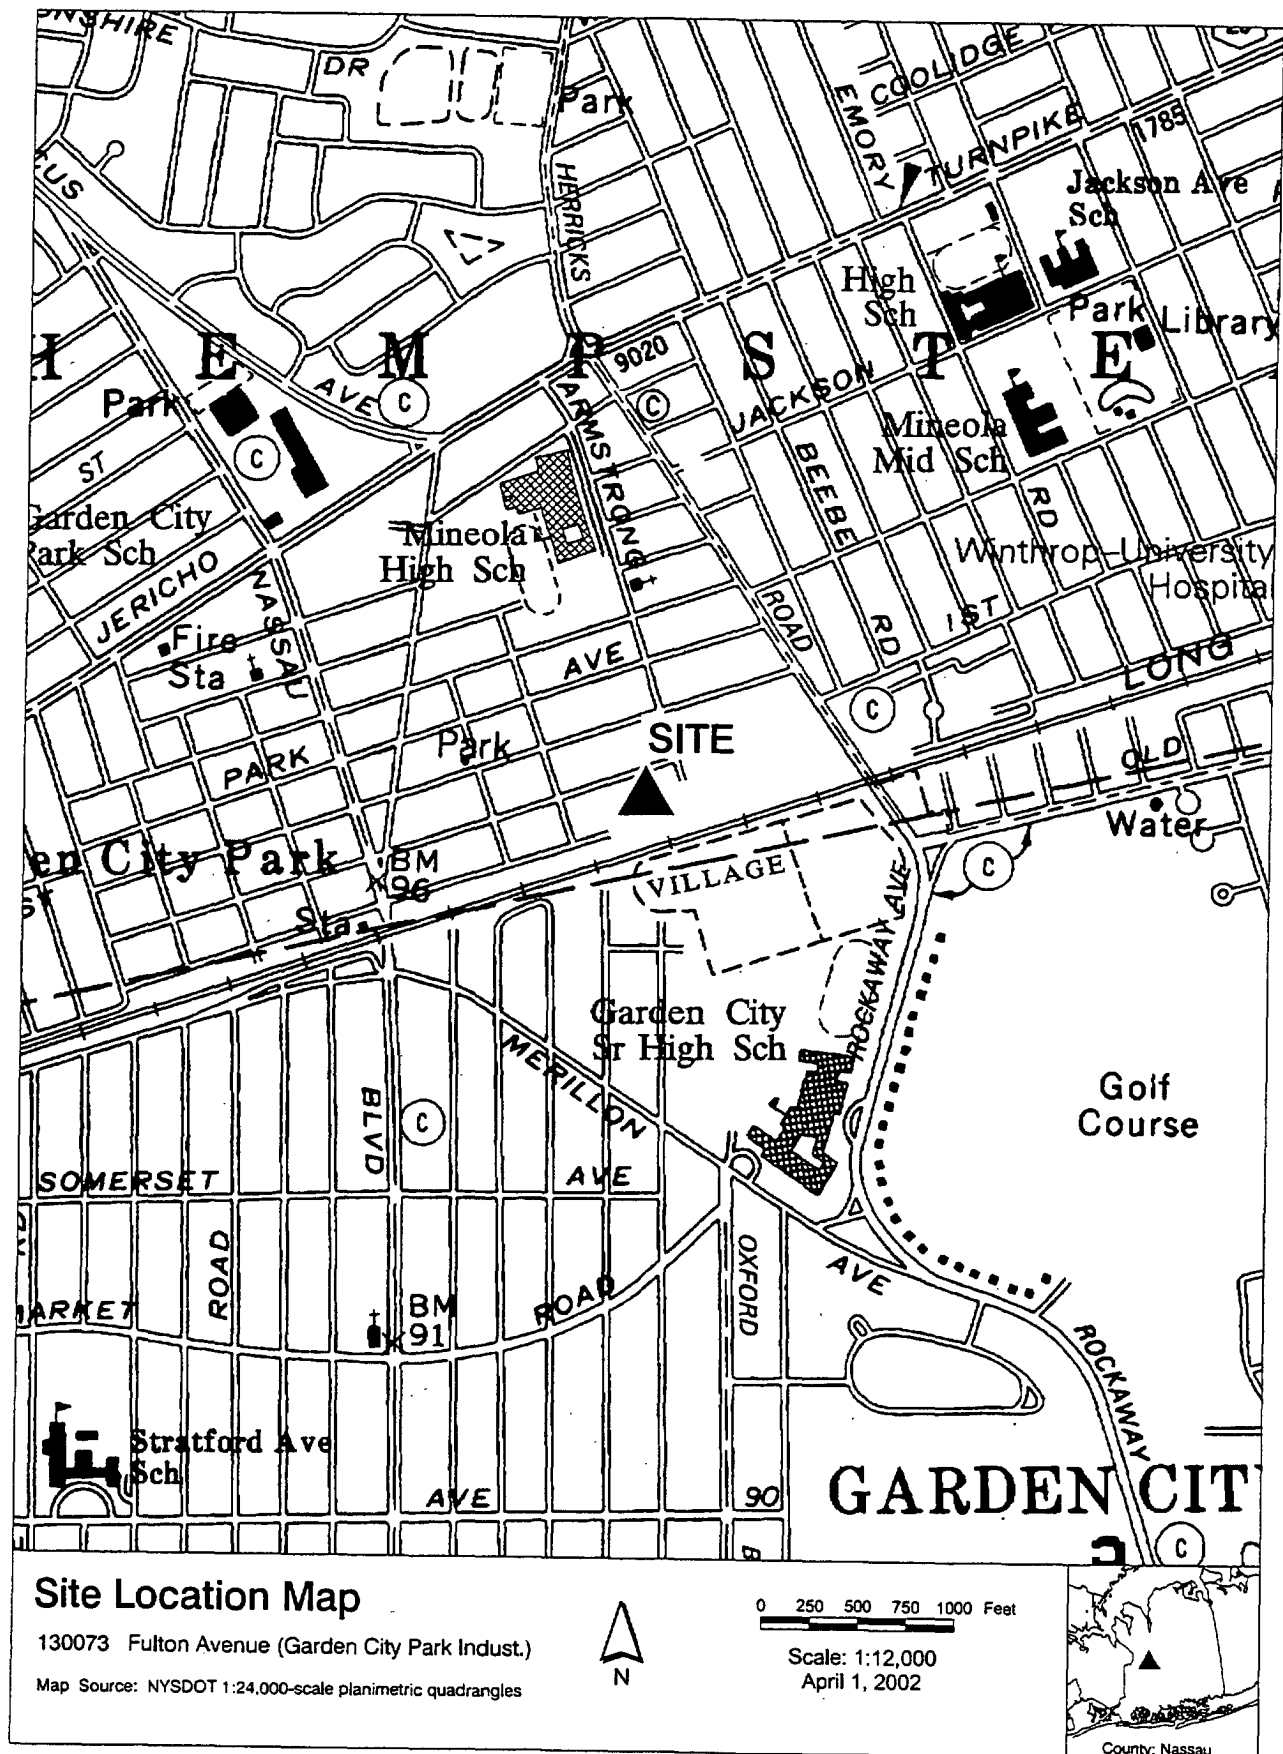 ONSHIRE
DR
Park
EMORY
COOLIDGE
TURNPIKE
1785
HERRICKS
Jackson Ave
Sch
High
Sch
Park
Library
H E M P S T E
9020
AVE
C
C
Park
C
ARMSTRONG
JACKSON
Mineola
Mid Sch
BEEBE
RD
ST
Garden City
Park Sch
JERICHO
NASSAU
Mineola
High Sch
Winthrop-University
Hospital
Fire
Sta
ROAD
RD
1ST
AVE
LONG
C
PARK
Park
SITE
OLD
Water
en City Park
BM
96
VILLAGE
C
Sta
ROCKAWAY AVE
Garden City
Sr High Sch
MERILLON
BLVD
C
Golf
Course
SOMERSET
AVE
ROAD
OXFORD
AVE
MARKET
BM
91
ROAD
ROCKAWAY
Stratford Ave
Sch
AVE
90
GARDEN CIT
C
Site Location Map
130073 Fulton Avenue (Garden City Park Indust.)
Map Source: NYSDOT 1:24,000-scale planimetric quadrangles
N
0 250 500 750 1000 Feet
Scale: 1:12,000
April 1, 2002
County: Nassau